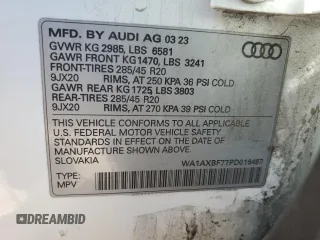 MFD. BY AUDI AG 03 23
GVWR KG 2985, LBS 6581
GAWR FRONT KG1470, LBS 3241
FRONT-TIRES 285/45 R20
9JX20 RIMS, AT 250 KPA 36 PSI COLD
GAWR REAR KG 1725, LBS 3803
REAR-TIRES 285/45 R20
9JX20 RIMS, AT 270 KPA 39 PSI COLD
THIS VEHICLE CONFORMS TO ALL APPLICABLE
U.S. FEDERAL MOTOR VEHICLE
SAFETY STANDARDS IN EFFECT ON THE DATE
OF MANUFACTURE SHOWN ABOVE.
SLOVAKIA
TYPE:
MPV